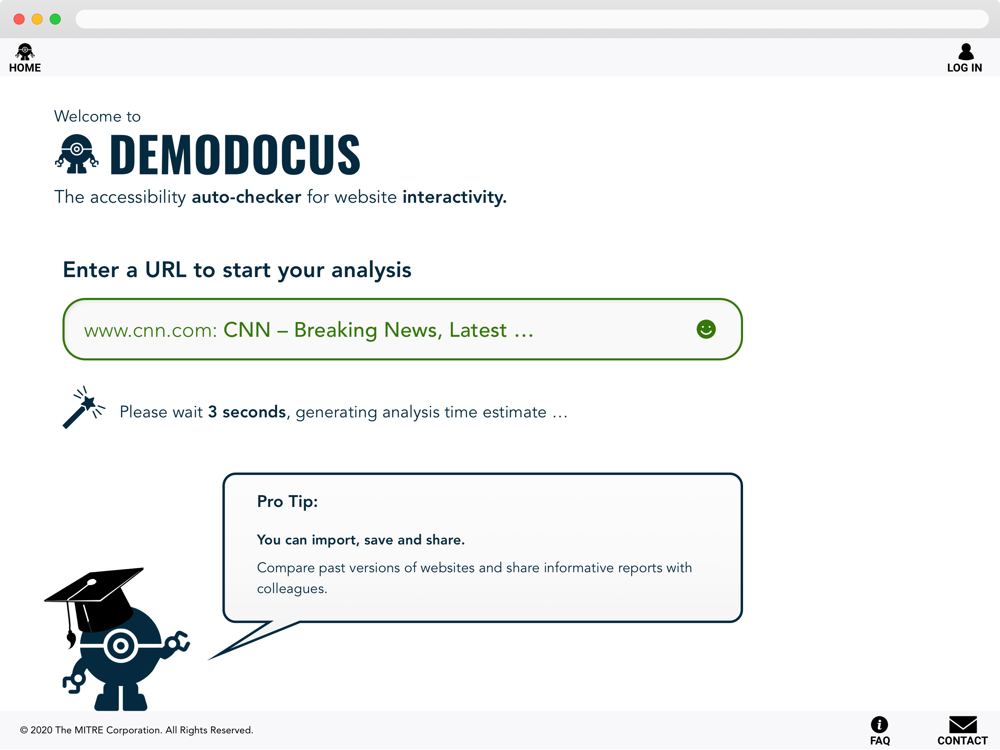 HOME
LOG IN
Welcome to
DEMODOCUS
The accessibility auto-checker for website interactivity.
Enter a URL to start your analysis
www.cnn.com: CNN – Breaking News, Latest …
Please wait 3 seconds, generating analysis time estimate …
Pro Tip:
You can import, save and share.
Compare past versions of websites and share informative reports with
colleagues.
© 2020 The MITRE Corporation. All Rights Reserved.
FAQ
CONTACT